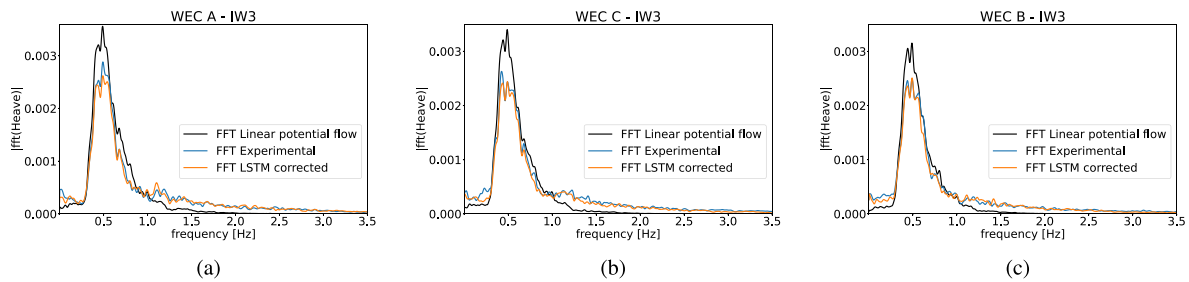 WEC A - IW3
|fft(Heave)|
0.003
0.002
0.001
0.000
FFT Linear potential flow
FFT Experimental
FFT LSTM corrected
0.5 1.0 1.5 2.0 2.5 3.0 3.5
frequency [Hz]
(a)
WEC C - IW3
|fft(Heave)|
0.003
0.002
0.001
0.000
FFT Linear potential flow
FFT Experimental
FFT LSTM corrected
0.5 1.0 1.5 2.0 2.5 3.0 3.5
frequency [Hz]
(b)
WEC B - IW3
|fft(Heave)|
0.003
0.002
0.001
0.000
FFT Linear potential flow
FFT Experimental
FFT LSTM corrected
0.5 1.0 1.5 2.0 2.5 3.0 3.5
frequency [Hz]
(c)